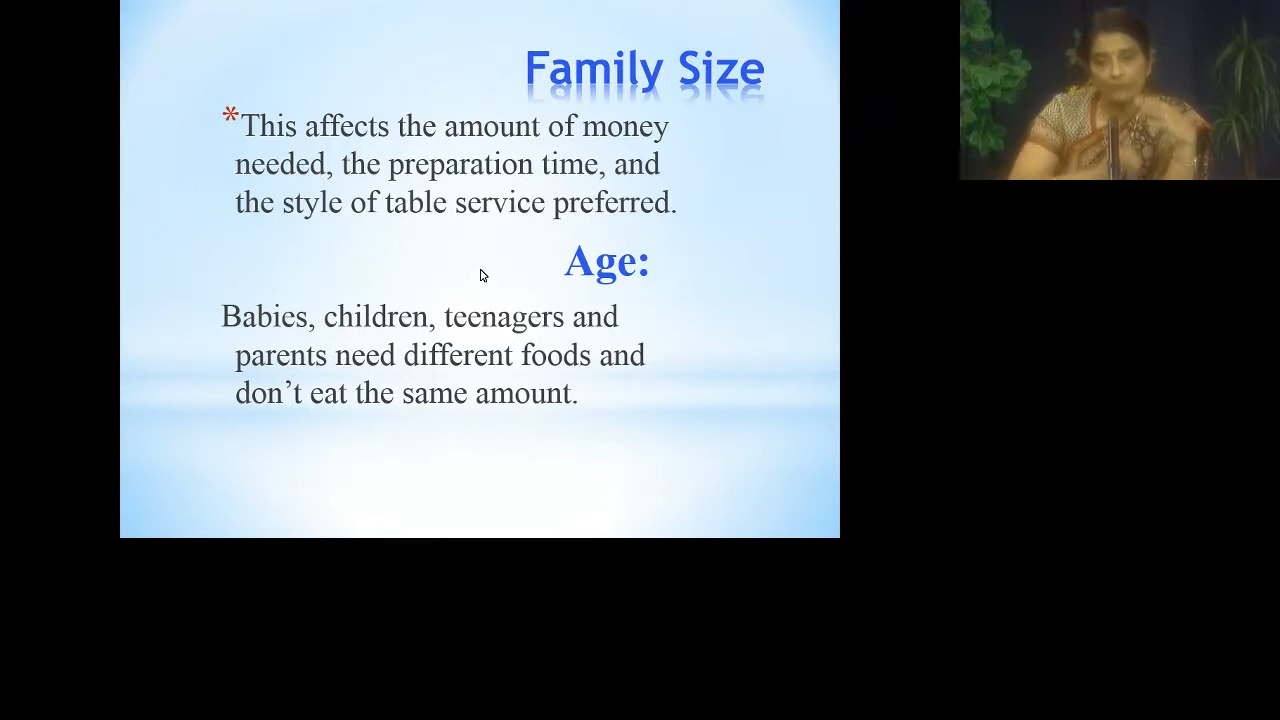 Family Size
*This affects the amount of money
needed, the preparation time, and
the style of table service preferred.
Age:
Babies, children, teenagers and
parents need different foods and
don’t eat the same amount.